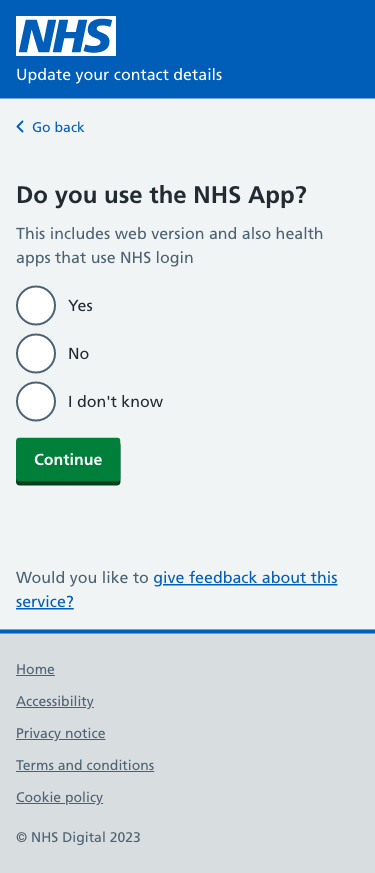 NHS
Update your contact details
Go back
Do you use the NHS App?
This includes web version and also health
apps that use NHS login
Yes
No
I don't know
Continue
Would you like to give feedback about this
service?
Home
Accessibility
Privacy notice
Terms and conditions
Cookie policy
© NHS Digital 2023